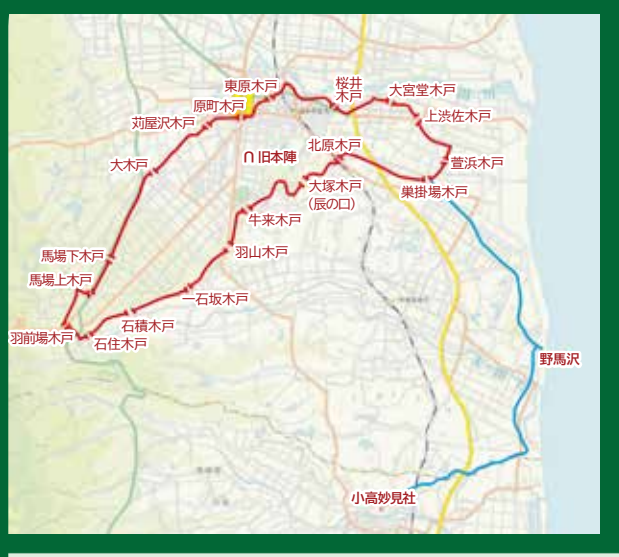 東原木戸
桜井
木戸
大宮堂木戸
原町木戸
上渋佐木戸
苅屋沢木戸
北原木戸
∩ 旧本陣
萱浜木戸
大木戸
大塚木戸
(辰の口)
巣掛場木戸
牛来木戸
羽山木戸
馬場下木戸
馬場上木戸
一石坂木戸
石積木戸
羽前場木戸
石住木戸
野馬沢
小高妙見社